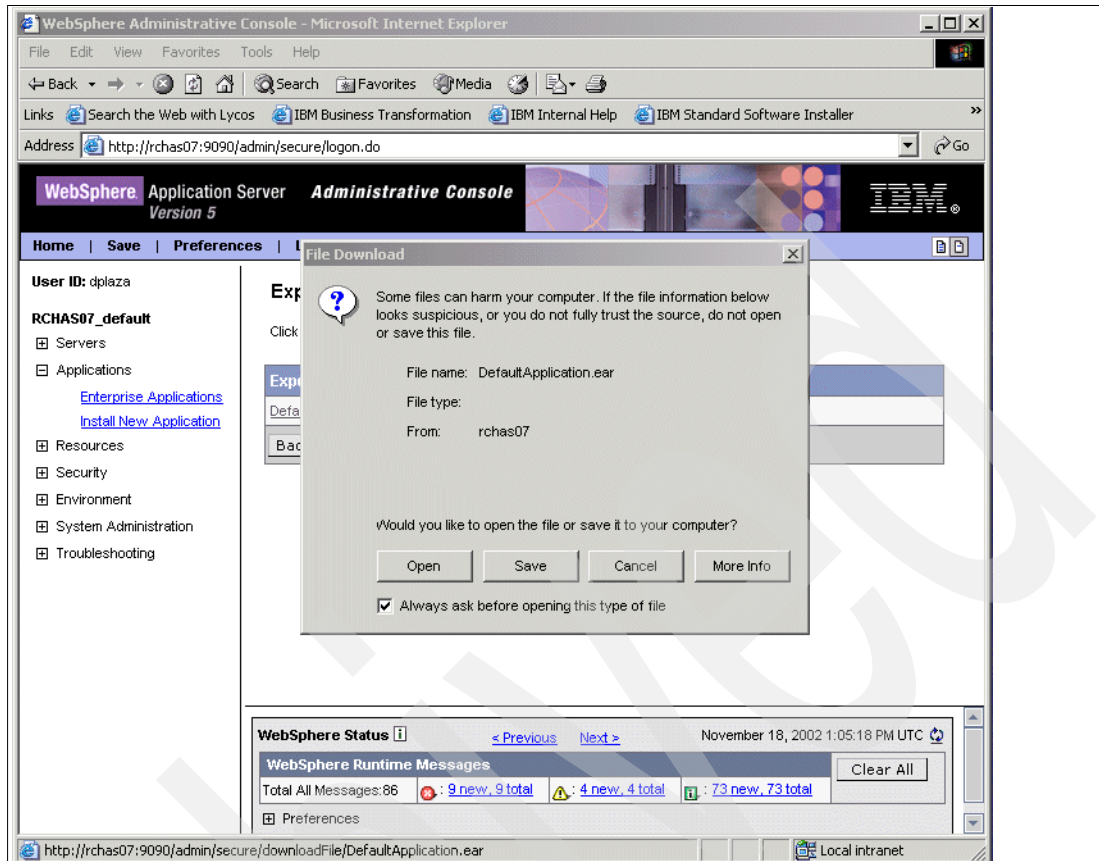 WebSphere Administrative Console - Microsoft Internet Explorer
File Edit View Favorites Tools Help
Back Search Favorites Media
Links Search the Web with Lycos IBM Business Transformation IBM Internal Help IBM Standard Software Installer »
Address http://rchas07:9090/admin/secure/logon.do Go
WebSphere. Application Server Administrative Console
Version 5
IBM®
Home | Save | Preferences |
User ID: dplaza
RCHAS07_default
Servers
Applications
Enterprise Applications
Install New Application
Resources
Security
Environment
System Administration
Troubleshooting
Click
File Download
Some files can harm your computer. If the file information below
looks suspicious, or you do not fully trust the source, do not open
or save this file.
File name: DefaultApplication.ear
File type:
From: rchas07
Would you like to open the file or save it to your computer?
Open Save Cancel More Info
Always ask before opening this type of file
WebSphere Status i < Previous Next > November 18, 2002 1:05:18 PM UTC
WebSphere Runtime Messages Clear All
Total All Messages:86 : 9 new, 9 total : 4 new, 4 total : 73 new, 73 total
Preferences
http://rchas07:9090/admin/secure/downloadFile/DefaultApplication.ear Local intranet